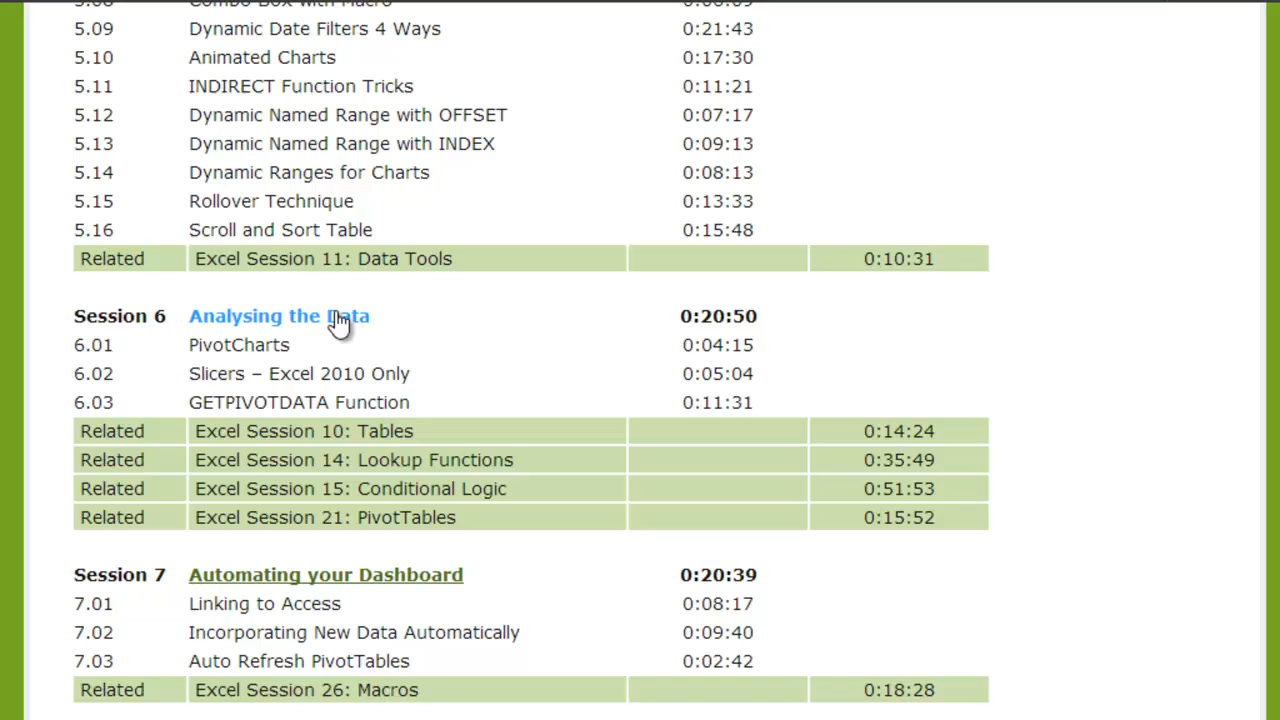 5.09 Dynamic Date Filters 4 Ways 0:21:43
5.10 Animated Charts 0:17:30
5.11 INDIRECT Function Tricks 0:11:21
5.12 Dynamic Named Range with OFFSET 0:07:17
5.13 Dynamic Named Range with INDEX 0:09:13
5.14 Dynamic Ranges for Charts 0:08:13
5.15 Rollover Technique 0:13:33
5.16 Scroll and Sort Table 0:15:48
Related Excel Session 11: Data Tools 0:10:31
Session 6 Analysing the Data 0:20:50
6.01 PivotCharts 0:04:15
6.02 Slicers – Excel 2010 Only 0:05:04
6.03 GETPIVOTDATA Function 0:11:31
Related Excel Session 10: Tables 0:14:24
Related Excel Session 14: Lookup Functions 0:35:49
Related Excel Session 15: Conditional Logic 0:51:53
Related Excel Session 21: PivotTables 0:15:52
Session 7 Automating your Dashboard 0:20:39
7.01 Linking to Access 0:08:17
7.02 Incorporating New Data Automatically 0:09:40
7.03 Auto Refresh PivotTables 0:02:42
Related Excel Session 26: Macros 0:18:28